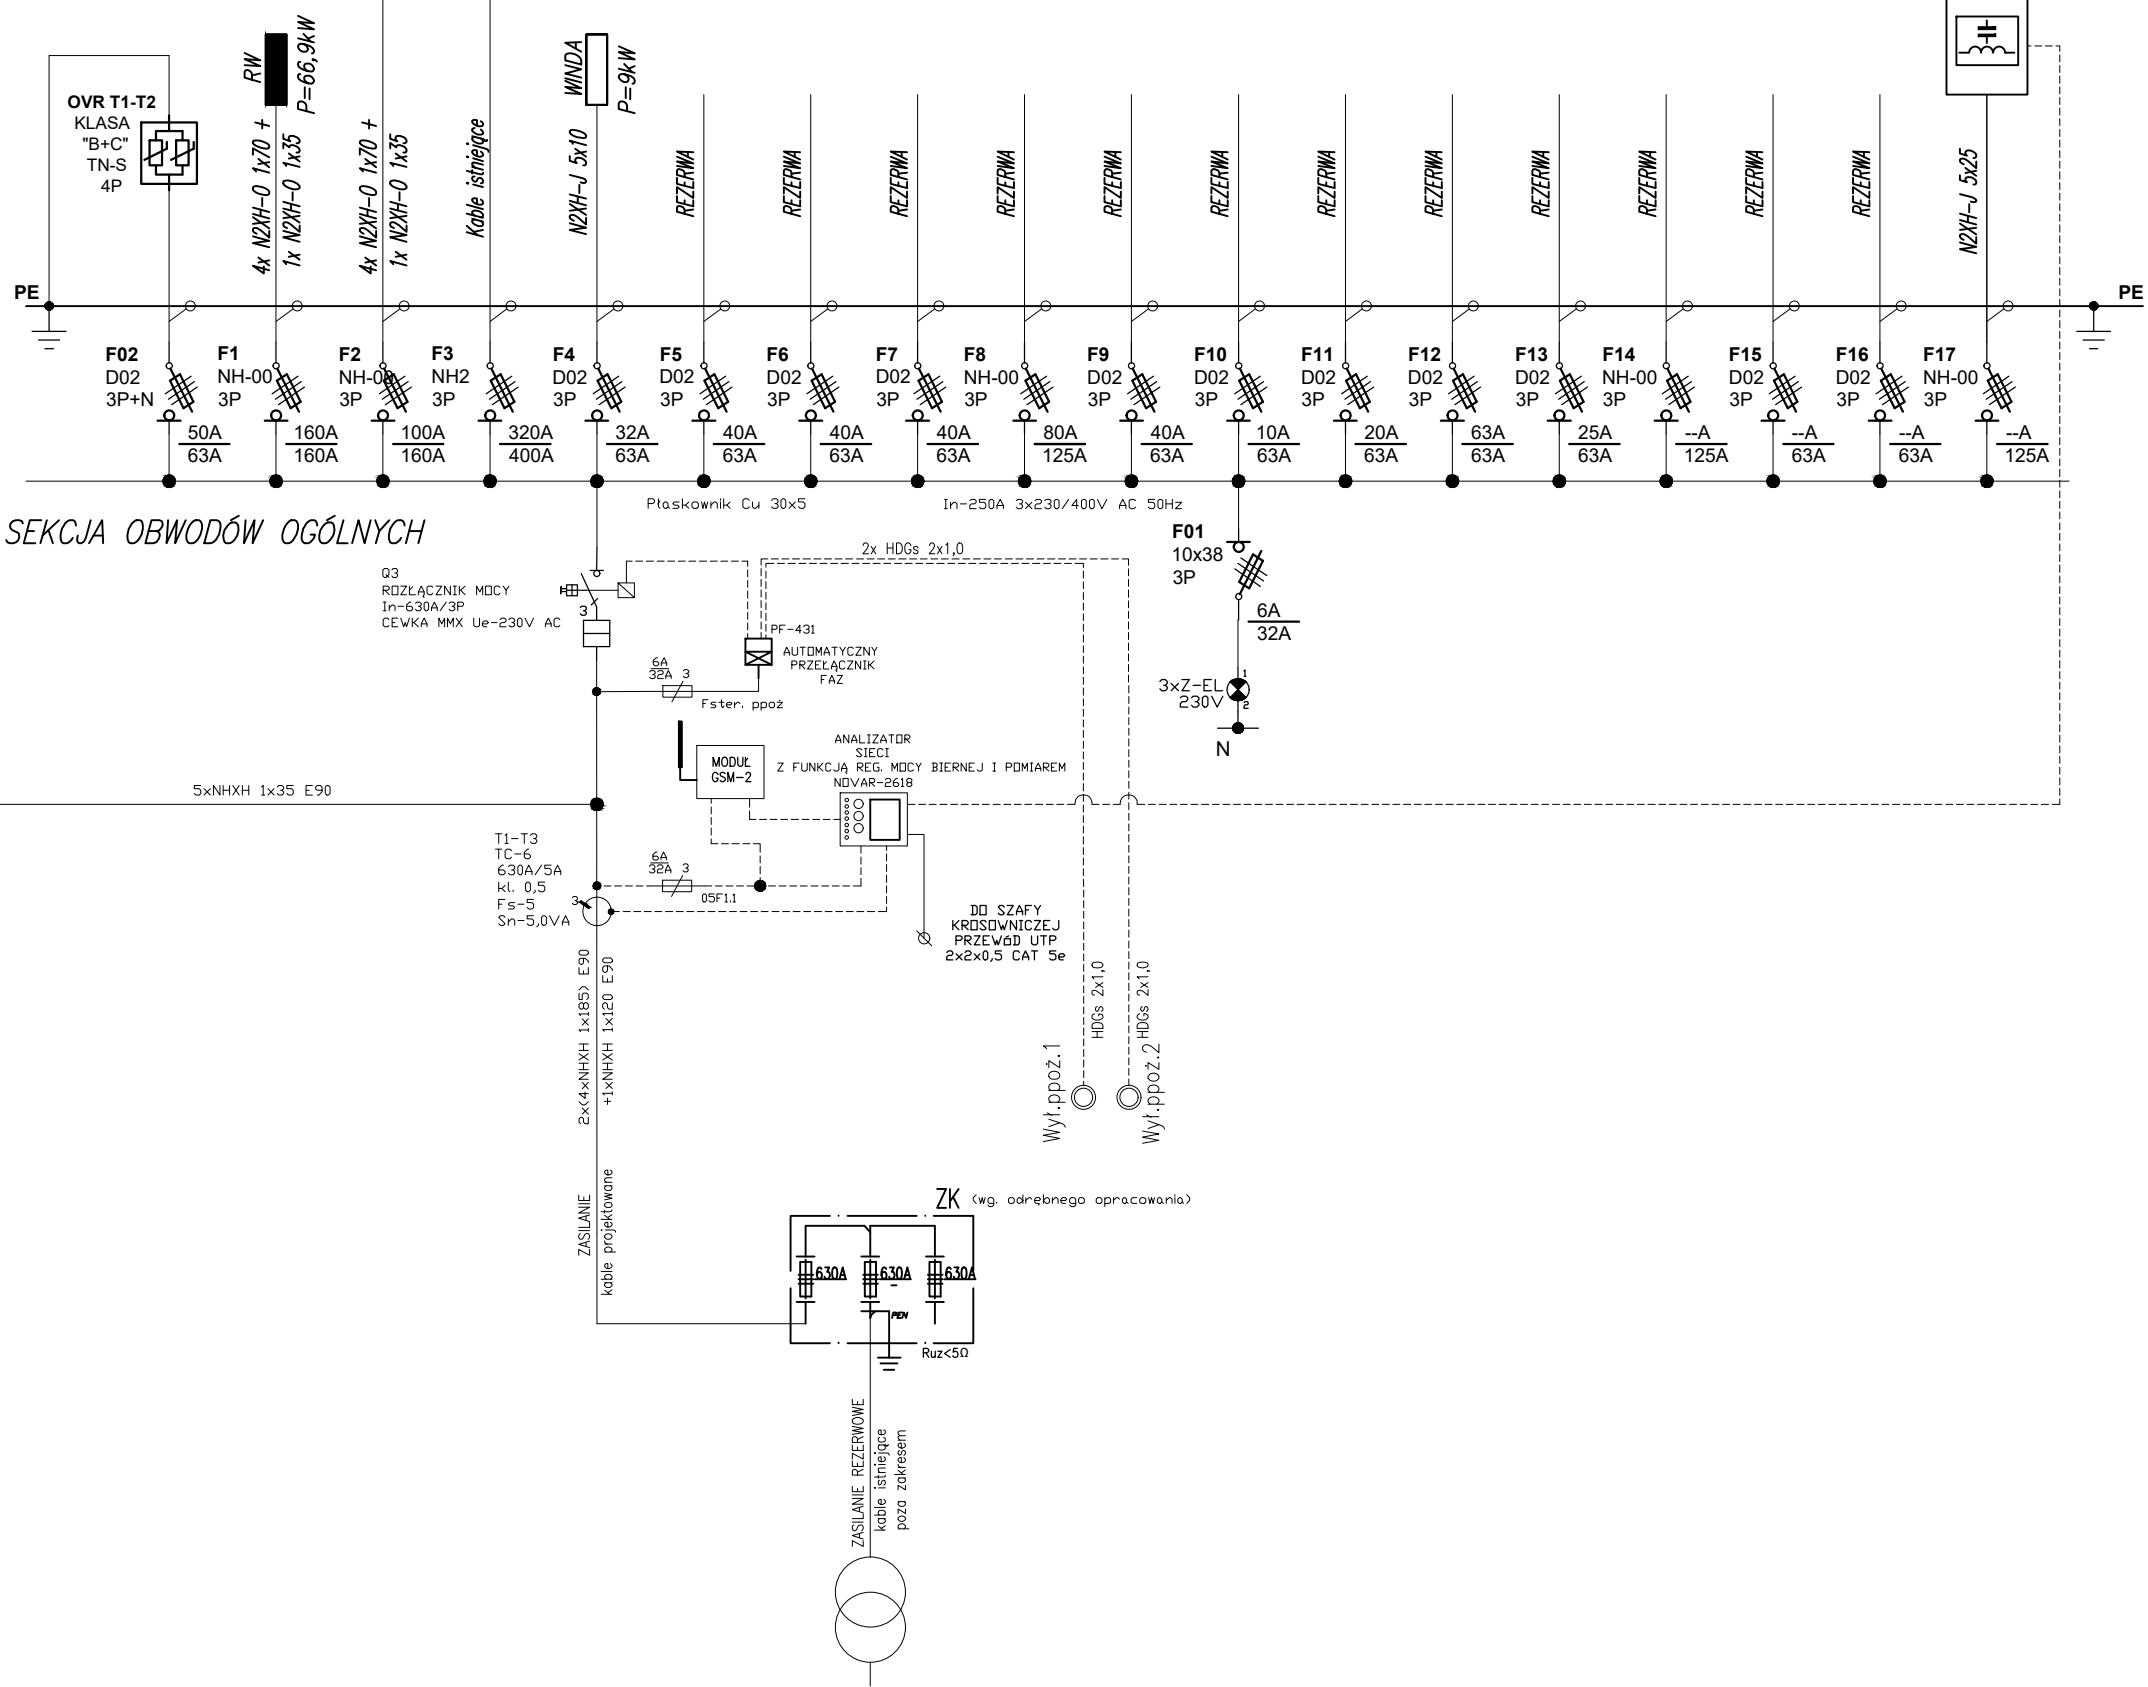 OVR T1-T2
KLASA
"B+C"
TN-S
4P
RW
P=66,9kW
4x N2XH-O 1x70 +
1x N2XH-O 1x35
4x N2XH-O 1x70 +
1x N2XH-O 1x35
Kable istniejące
WINDA
P=9kW
N2XH-J 5x10
REZERWA
REZERWA
REZERWA
REZERWA
REZERWA
REZERWA
REZERWA
REZERWA
REZERWA
REZERWA
REZERWA
REZERWA
N2XH-J 5x25
PE
PE
F02
D02
3P+N
50A
63A
F1
NH-00
3P
160A
160A
F2
NH-00
3P
100A
160A
F3
NH2
3P
320A
400A
F4
D02
3P
32A
63A
F5
D02
3P
40A
63A
F6
D02
3P
40A
63A
F7
D02
3P
40A
63A
F8
NH-00
3P
80A
125A
F9
D02
3P
40A
63A
F10
D02
3P
10A
63A
F11
D02
3P
20A
63A
F12
D02
3P
63A
63A
F13
D02
3P
25A
63A
F14
NH-00
3P
--A
125A
F15
D02
3P
--A
63A
F16
D02
3P
--A
63A
F17
NH-00
3P
--A
125A
Płaskownik Cu 30x5
In-250A 3x230/400V AC 50Hz
SEKCJA OBWODÓW OGÓLNYCH
Q3
ROZŁĄCZNIK MOCY
In-630A/3P
CEWKA MMX Ue-230V AC
3
2x HDGs 2x1,0
F01
10x38
3P
6A
32A
3xZ-EL
230V
1
2
N
PF-431
AUTOMATYCZNY
PRZEŁĄCZNIK
FAZ
6A
32A
3
Fster. ppoż
MODUŁ
GSM-2
ANALIZATOR
SIECI
Z FUNKCJĄ REG. MOCY BIERNEJ I POMIAREM
NOVAR-2618
5xNHXH 1x35 E90
T1-T3
TC-6
630A/5A
kl. 0,5
Fs-5
Sn-5,0VA
3
6A
32A
3
05F1.1
DO SZAFY
KROSOWNICZEJ
PRZEWóD UTP
2x2x0,5 CAT 5e
2x(4xNHXH 1x185) E90
+1xNHXH 1x120 E90
HDGs 2x1,0
HDGs 2x1,0
Wył.ppoż.1
Wył.ppoż.2
ZASILANIE
kable projektowane
ZK (wg. odrębnego opracowania)
630A
630A
-
630A
PEN
Ruz<5Ω
ZASILANIE REZERWOWE
kable istniejące
poza zakresem